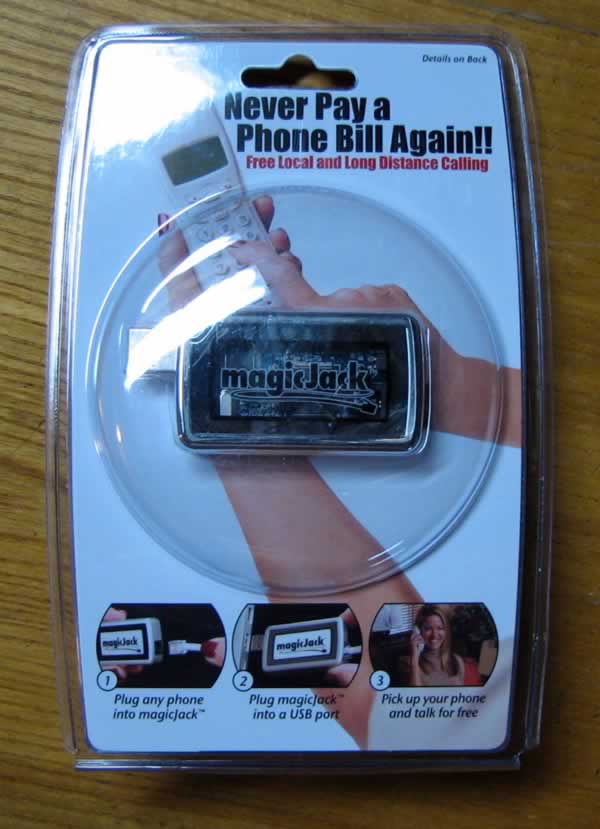 Details on Back
Never Pay a
Phone Bill Again!!
Free Local and Long Distance Calling
magicJack
magicJack
magicJack
1
2
3
Plug any phone
into magicJack™
Plug magicJack™
into a USB port
Pick up your phone
and talk for free